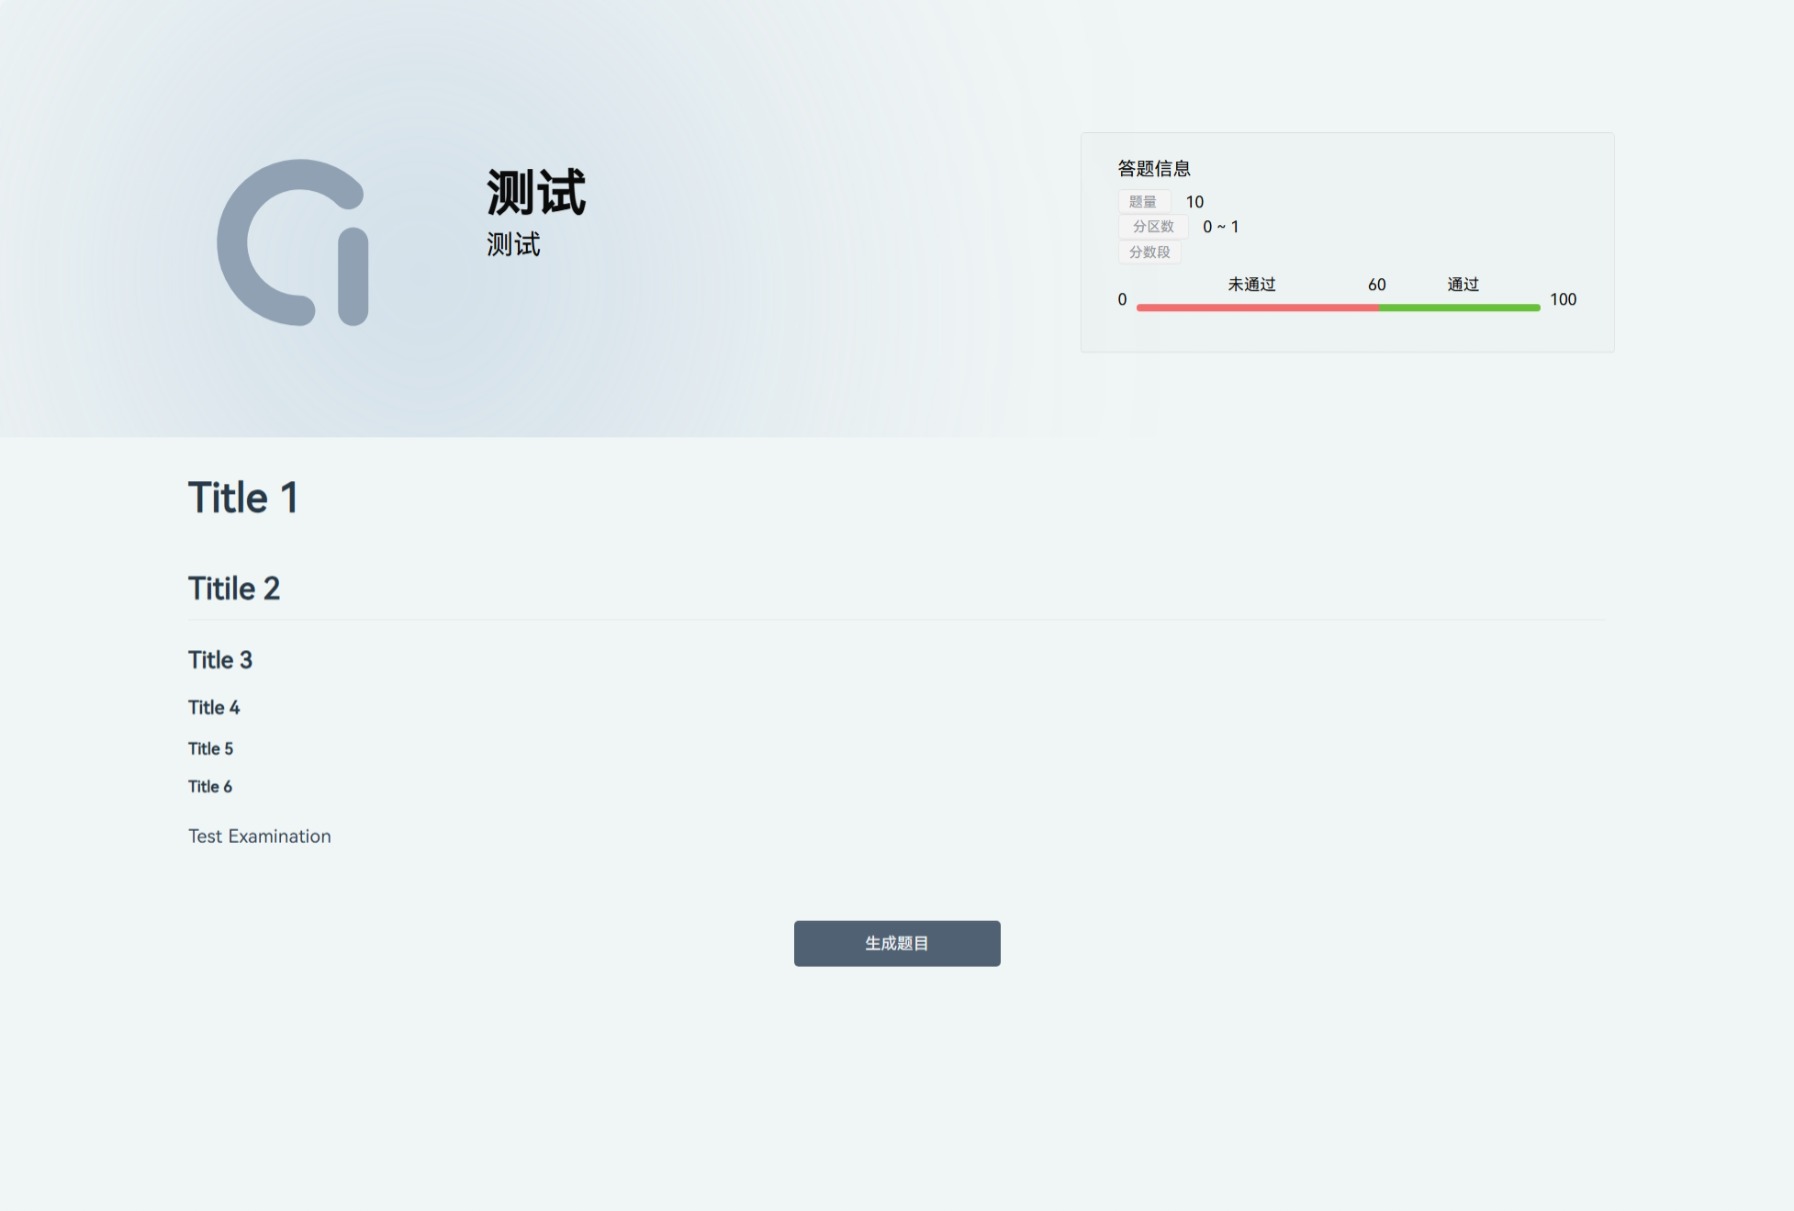 测试
测试
答题信息
题量 10
分区数 0 ~ 1
分数段
未通过 60 通过
0 100
Title 1
Titile 2
Title 3
Title 4
Title 5
Title 6
Test Examination
生成题目